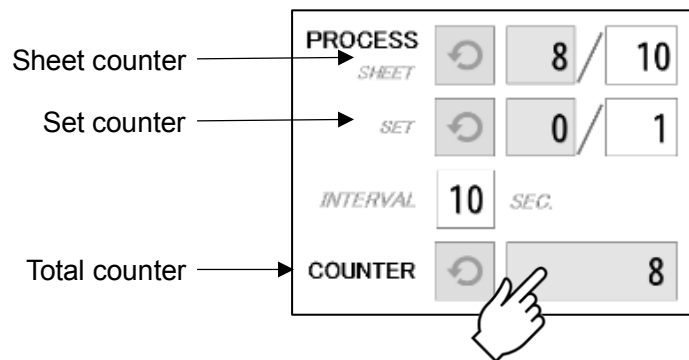 Sheet counter
PROCESS
SHEET
8 / 10
Set counter
SET
0 / 1
INTERVAL 10 SEC.
Total counter
COUNTER 8